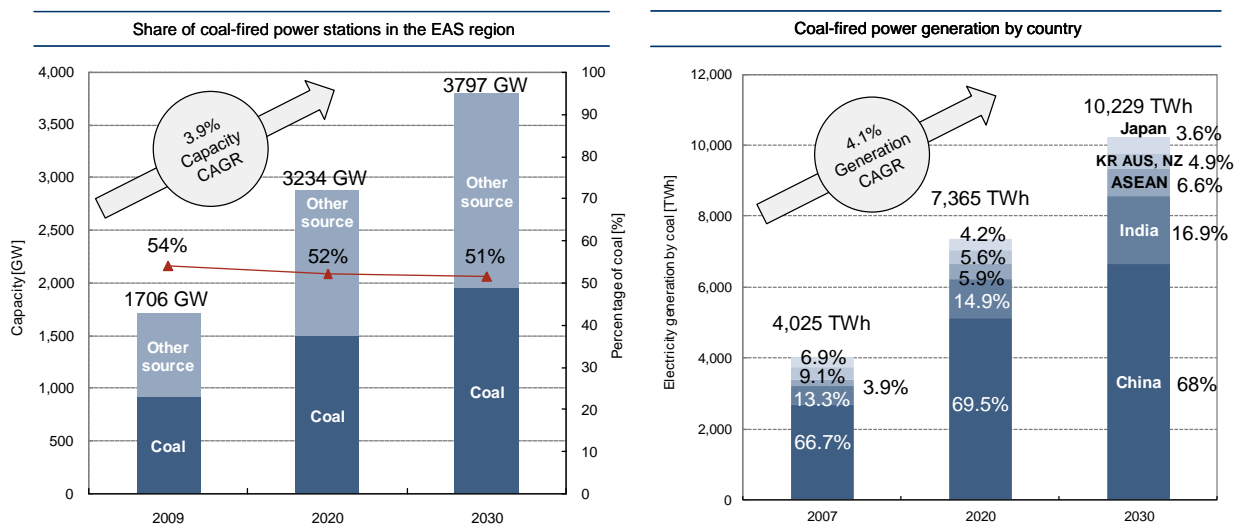 Share of coal-fired power stations in the EAS region
Capacity [GW]
4,000
3,500
3,000
2,500
2,000
1,500
1,000
500
0
3.9%
Capacity
CAGR
1706 GW
3234 GW
3797 GW
54%
52%
51%
Other
source
Coal
Other
source
Coal
Other
source
Coal
2009
2020
2030
100
90
80
70
60
50
40
30
20
10
0
Percentage of coal [%]
Coal-fired power generation by country
Electricity generation by coal [TWh]
12,000
10,000
8,000
6,000
4,000
2,000
0
4.1%
Generation
CAGR
4,025 TWh
6.9%
9.1%
3.9%
13.3%
66.7%
7,365 TWh
4.2%
5.6%
5.9%
14.9%
69.5%
10,229 TWh
Japan 3.6%
KR AUS, NZ 4.9%
ASEAN 6.6%
India 16.9%
China 68%
2007
2020
2030